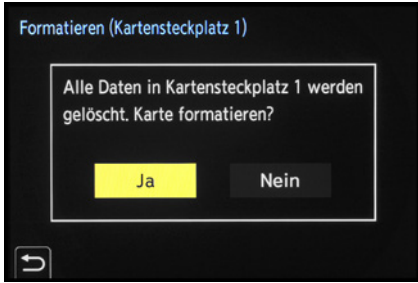 Formatieren (Kartensteckplatz 1)
Alle Daten in Kartensteckplatz 1 werden
gelöscht. Karte formatieren?
Ja
Nein